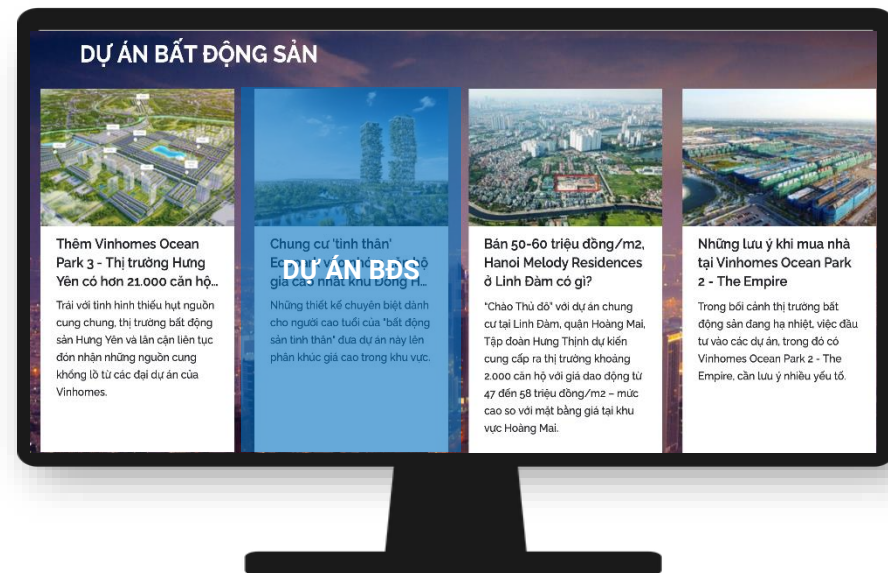 DỰ ÁN BẤT ĐỘNG SẢN
Thêm Vinhomes Ocean
Park 3 - Thị trường Hưng
Yên có hơn 21.000 căn hộ...
Trái với tình hình thiếu hụt nguồn
cung chung, thị trường bất động
sản Hưng Yên và lân cận liên tục
đón nhận những nguồn cung
khổng lồ từ các đại dự án của
Vinhomes.
Chung cư 'tinh thần'
giá cao nhất khu Đông H...
DỰ ÁN BĐS
Những thiết kế chuyên biệt dành
cho người cao tuổi của "bất động
sản tinh thần" đưa dự án này lên
phân khúc giá cao trong khu vực.
Bán 50-60 triệu đồng/m2,
Hanoi Melody Residences
ở Linh Đàm có gì?
"Chào Thủ đô" với dự án chung
cư tại Linh Đàm, quận Hoàng Mai,
Tập đoàn Hưng Thịnh dự kiến
cung cấp ra thị trường khoảng
2.000 căn hộ với giá dao động từ
47 đến 58 triệu đồng/m2 – mức
cao so với mặt bằng giá tại khu
vực Hoàng Mai.
Những lưu ý khi mua nhà
tại Vinhomes Ocean Park
2 - The Empire
Trong bối cảnh thị trường bất
động sản đang hạ nhiệt, việc đầu
tư vào các dự án, trong đó có
Vinhomes Ocean Park 2 - The
Empire, cần lưu ý nhiều yếu tố.